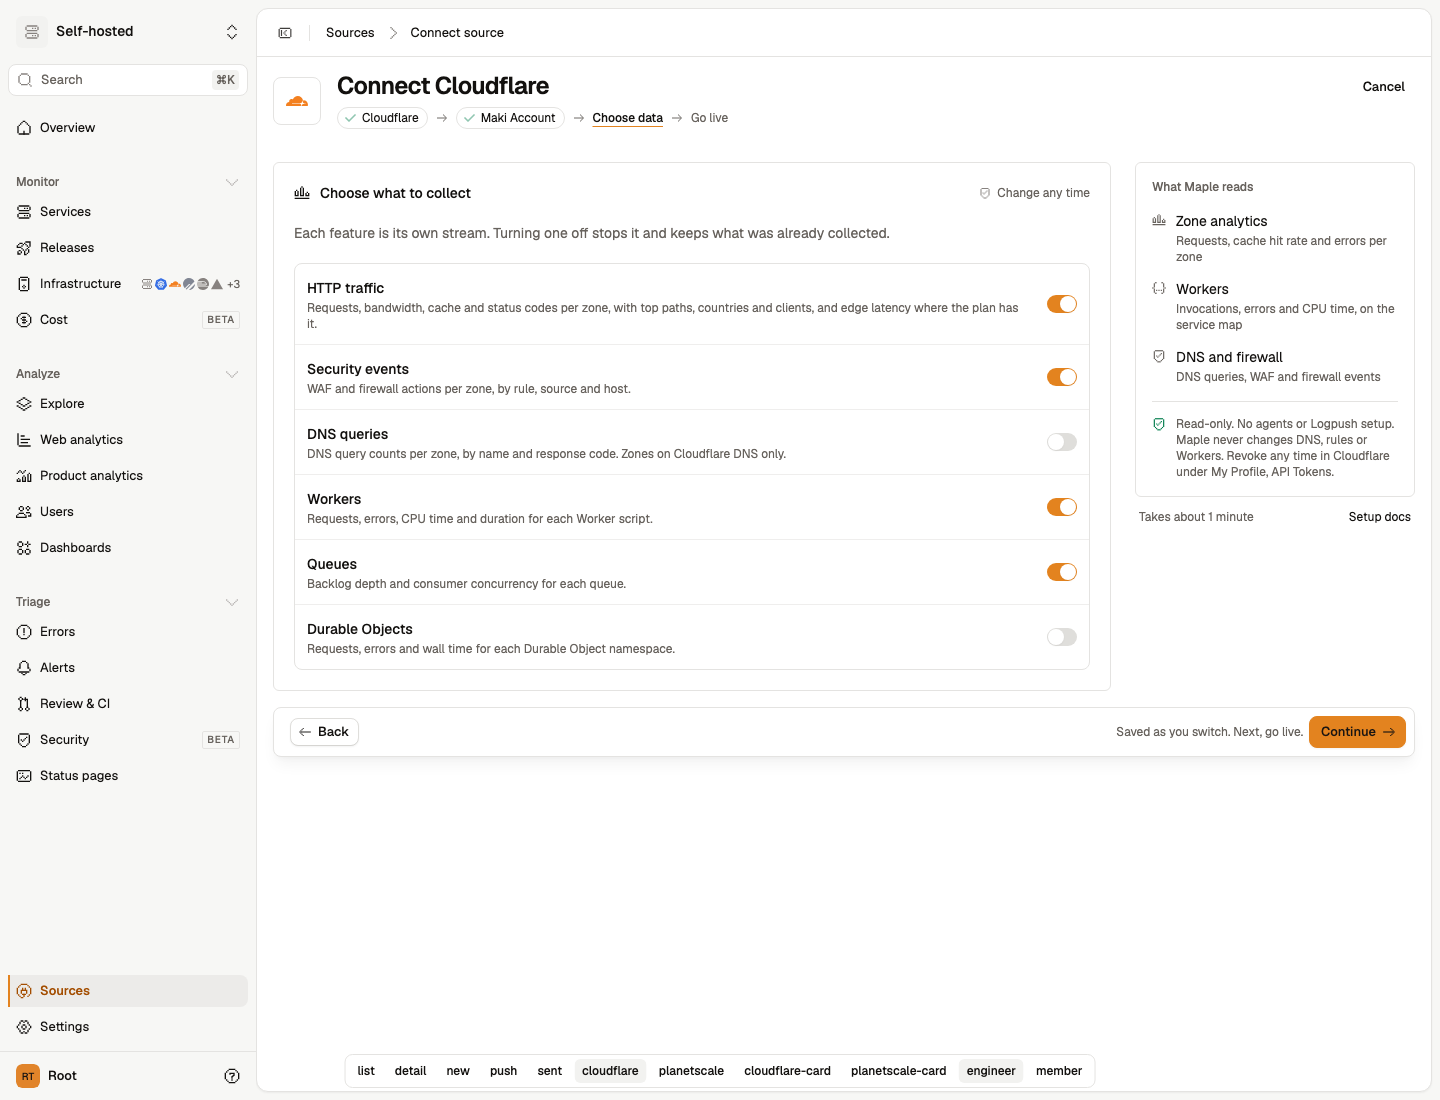 Self-hosted
Search ⌘K
Overview
Monitor
Services
Releases
Infrastructure +3
Cost BETA
Analyze
Explore
Web analytics
Product analytics
Users
Dashboards
Triage
Errors
Alerts
Review & CI
Security BETA
Status pages
Sources
Settings
RT Root
Sources Connect source
Connect Cloudflare
Cancel
Cloudflare → Maki Account → Choose data → Go live
Choose what to collect
Change any time
Each feature is its own stream. Turning one off stops it and keeps what was already collected.
HTTP traffic
Requests, bandwidth, cache and status codes per zone, with top paths, countries and clients, and edge latency where the plan has
it.
Security events
WAF and firewall actions per zone, by rule, source and host.
DNS queries
DNS query counts per zone, by name and response code. Zones on Cloudflare DNS only.
Workers
Requests, errors, CPU time and duration for each Worker script.
Queues
Backlog depth and consumer concurrency for each queue.
Durable Objects
Requests, errors and wall time for each Durable Object namespace.
What Maple reads
Zone analytics
Requests, cache hit rate and errors per
zone
Workers
Invocations, errors and CPU time, on the
service map
DNS and firewall
DNS queries, WAF and firewall events
Read-only. No agents or Logpush setup.
Maple never changes DNS, rules or
Workers. Revoke any time in Cloudflare
under My Profile, API Tokens.
Takes about 1 minute
Setup docs
← Back
Saved as you switch. Next, go live.
Continue →
list detail new push sent cloudflare planetscale cloudflare-card planetscale-card engineer member